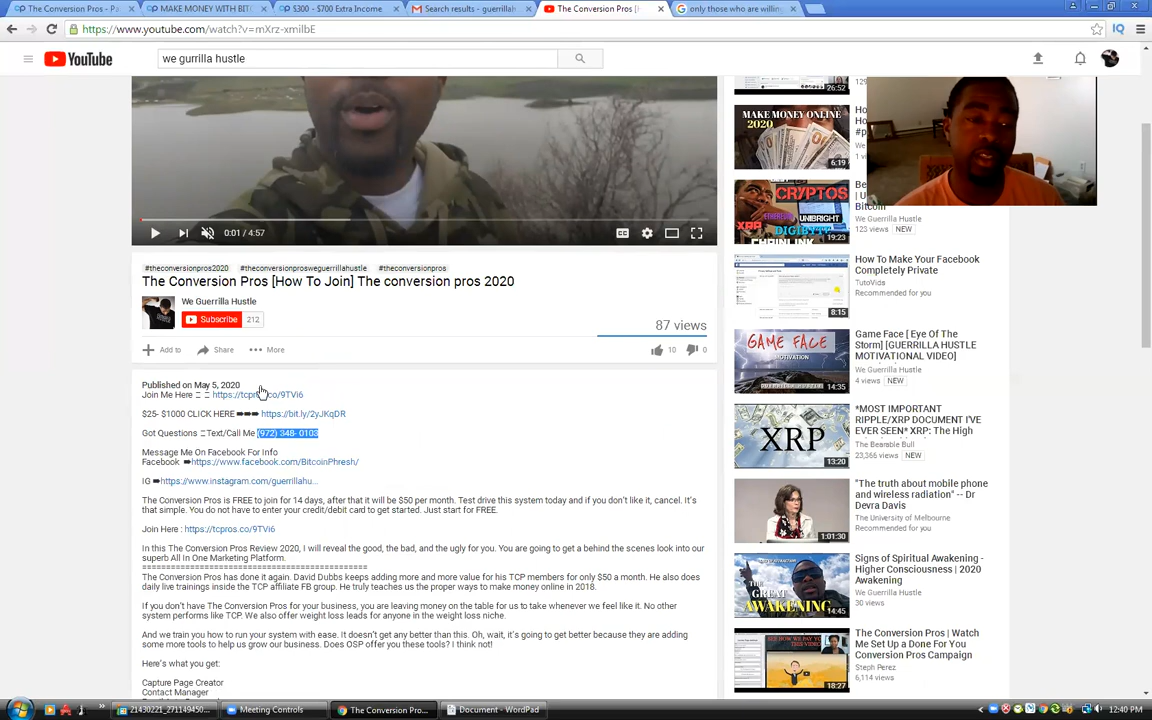 The Conversion Pros - Pa
MAKE MONEY WITH BIT
$300 - $700 Extra Income
Search results - guerrillah
The Conversion Pros [H
only those who are willin
https://www.youtube.com/watch?v=mXrz-xmilbE
YouTube
we gurrilla hustle
0:01 / 4:57
#theconversionpros2020 #theconversionprosweguerrillahustle #theconversionpros
The Conversion Pros [How To Join] The conversion pros 2020
We Guerrilla Hustle
Subscribe 212
87 views
Add to Share More 10 0
Published on May 5, 2020
Join Me Here https://tcpros.co/9TVi6
$25- $1000 CLICK HERE ➡➡➡ https://bit.ly/2yJKqDR
Got Questions Text/Call Me (972) 348- 0103
Message Me On Facebook For Info
Facebook ➡https://www.facebook.com/BitcoinPhresh/
IG ➡https://www.instagram.com/guerrillahu...
The Conversion Pros is FREE to join for 14 days, after that it will be $50 per month. Test drive this system today and if you don't like it, cancel. It's
that simple. You do not have to enter your credit/debit card to get started. Just start for FREE.
Join Here : https://tcpros.co/9TVi6
In this The Conversion Pros Review 2020, I will reveal the good, the bad, and the ugly for you. You are going to get a behind the scenes look into our
superb All In One Marketing Platform.
===========================================
The Conversion Pros has done it again. David Dubbs keeps adding more and more value for his TCP members for only $50 a month. He also does
daily live trainings inside the TCP affiliate FB group. He truly teaches us the proper ways to make money online in 2018.
If you don't have The Conversion Pros for your business, you are leaving money on the table for us to take whenever we feel like it. No other
system performs like TCP. We also offer weight loss leads for anyone in the weight loss niche.
And we train you how to run your system with ease. It doesn't get any better than this. Oh, wait, it's going to get better because they are adding
some more tools to help us grow our business. Does OSP offer you these tools? I think not!
Here's what you get:
Capture Page Creator
Contact Manager
26:52
129
MAKE MONEY ONLINE
2020
6:19
Ho
Ho
#p
We
1 vi
CRYPTOS
ETHEREUM UNIBRIGHT
XRP DIGIBYTE
CHAINLINK
19:23
Be
| U
Bitcoin
We Guerrilla Hustle
123 views NEW
How To Make Your Facebook
Completely Private
TutoVids
Recommended for you
8:15
GAME FACE
MOTIVATION
14:35
Game Face [ Eye Of The
Storm] [GUERRILLA HUSTLE
MOTIVATIONAL VIDEO]
We Guerrilla Hustle
4 views NEW
XRP
13:20
*MOST IMPORTANT
RIPPLE/XRP DOCUMENT I'VE
EVER SEEN* XRP: The High
The Bearable Bull
23,366 views NEW
1:01:30
"The truth about mobile phone
and wireless radiation" -- Dr
Devra Davis
The University of Melbourne
Recommended for you
THE GREAT
AWAKENING
14:45
Signs of Spiritual Awakening -
Higher Consciousness | 2020
Awakening
We Guerrilla Hustle
30 views
18:27
The Conversion Pros | Watch
Me Set Up a Done For You
Conversion Pros Campaign
Steph Perez
6,114 views
21430221_271149450...
Meeting Controls
The Conversion Pro...
Document - WordPad
12:40 PM